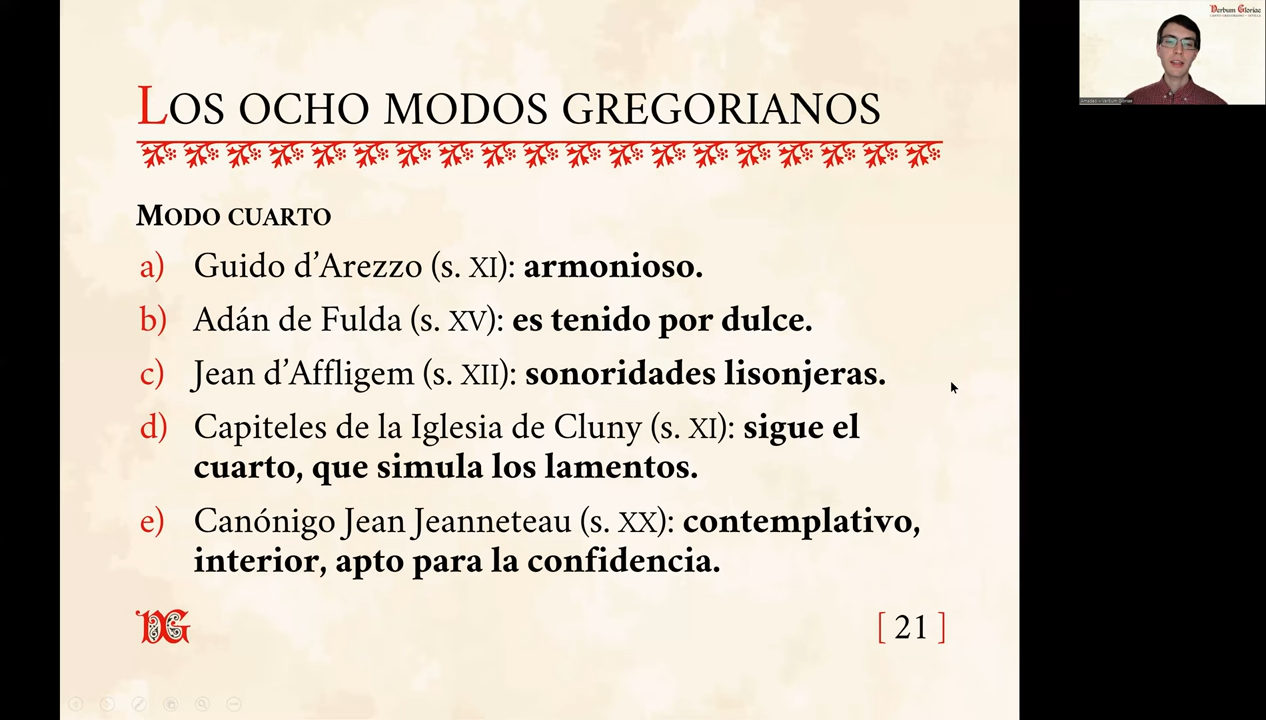 Los ocho modos gregorianos
Modo cuarto
a) Guido d’Arezzo (s. XI): armonioso.
b) Adán de Fulda (s. XV): es tenido por dulce.
c) Jean d’Affligem (s. XII): sonoridades lisonjeras.
d) Capiteles de la Iglesia de Cluny (s. XI): sigue el
cuarto, que simula los lamentos.
e) Canónigo Jean Jeanneteau (s. XX): contemplativo,
interior, apto para la confidencia.
VG
[ 21 ]
Verbum Gloriae